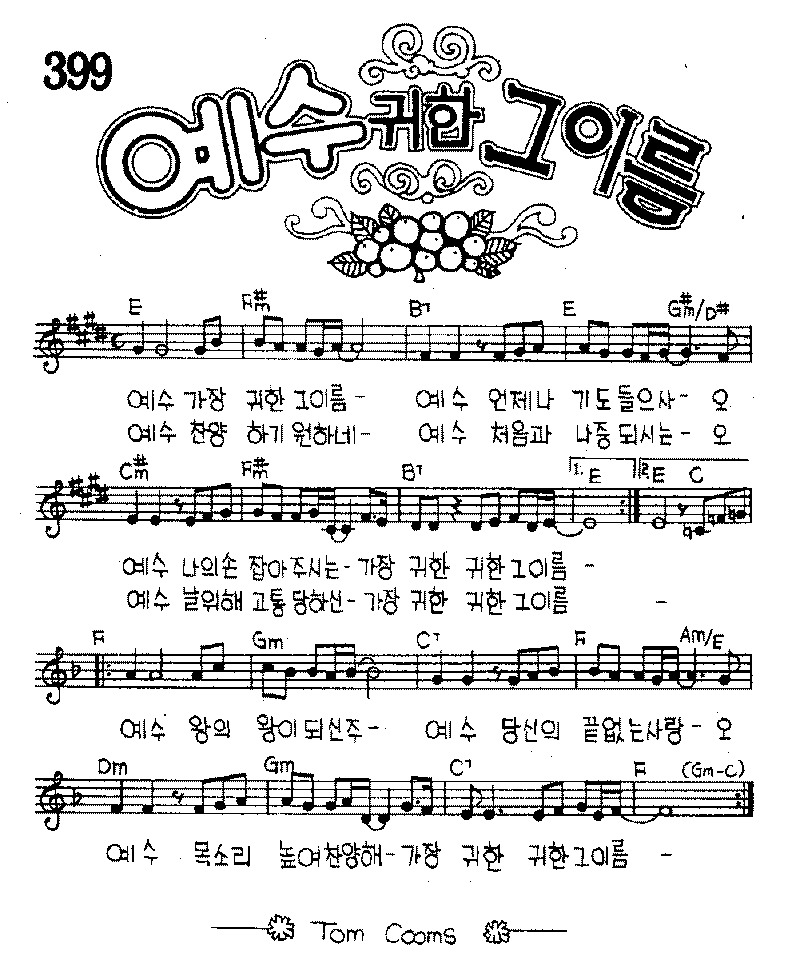 399
예수 귀한 그이름
E F#m B7 E G#m/D#
예수 가장 귀한 그이름- 예수 언제나 기도들으사- 오
예수 찬양 하기 원하네- 예수 처음과 나중되시는- 오
C#m F#m B7 1. E 2. E C
예수 나의손 잡아주시는-가장 귀한 귀한그이름 -
예수 날위해 고통당하신-가장 귀한 귀한그이름 -
F Gm C7 F Am/E
예수 왕의 왕이되신주- 예수 당신의 끝없는사랑- 오
Dm Gm C7 F (Gm-C)
예수 목소리 높여찬양해-가장 귀한 귀한그이름 -
Tom Cooms